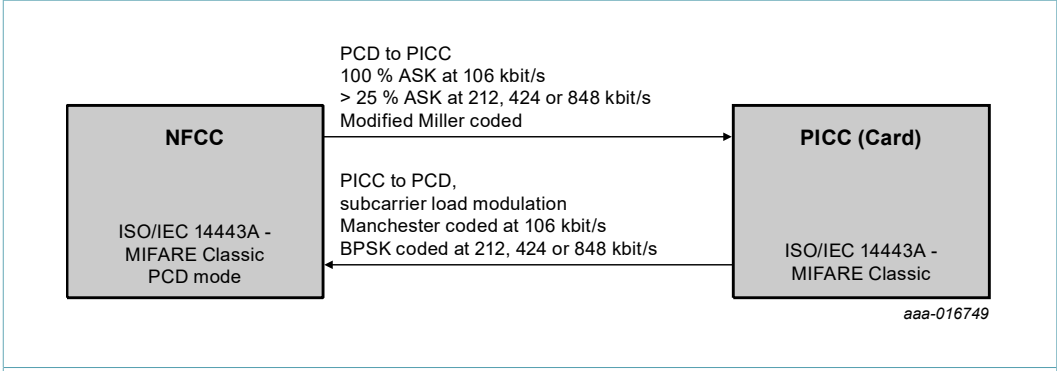 PCD to PICC
100 % ASK at 106 kbit/s
> 25 % ASK at 212, 424 or 848 kbit/s
Modified Miller coded
NFCC
PICC (Card)
PICC to PCD,
subcarrier load modulation
Manchester coded at 106 kbit/s
BPSK coded at 212, 424 or 848 kbit/s
ISO/IEC 14443A -
MIFARE Classic
PCD mode
ISO/IEC 14443A -
MIFARE Classic
aaa-016749